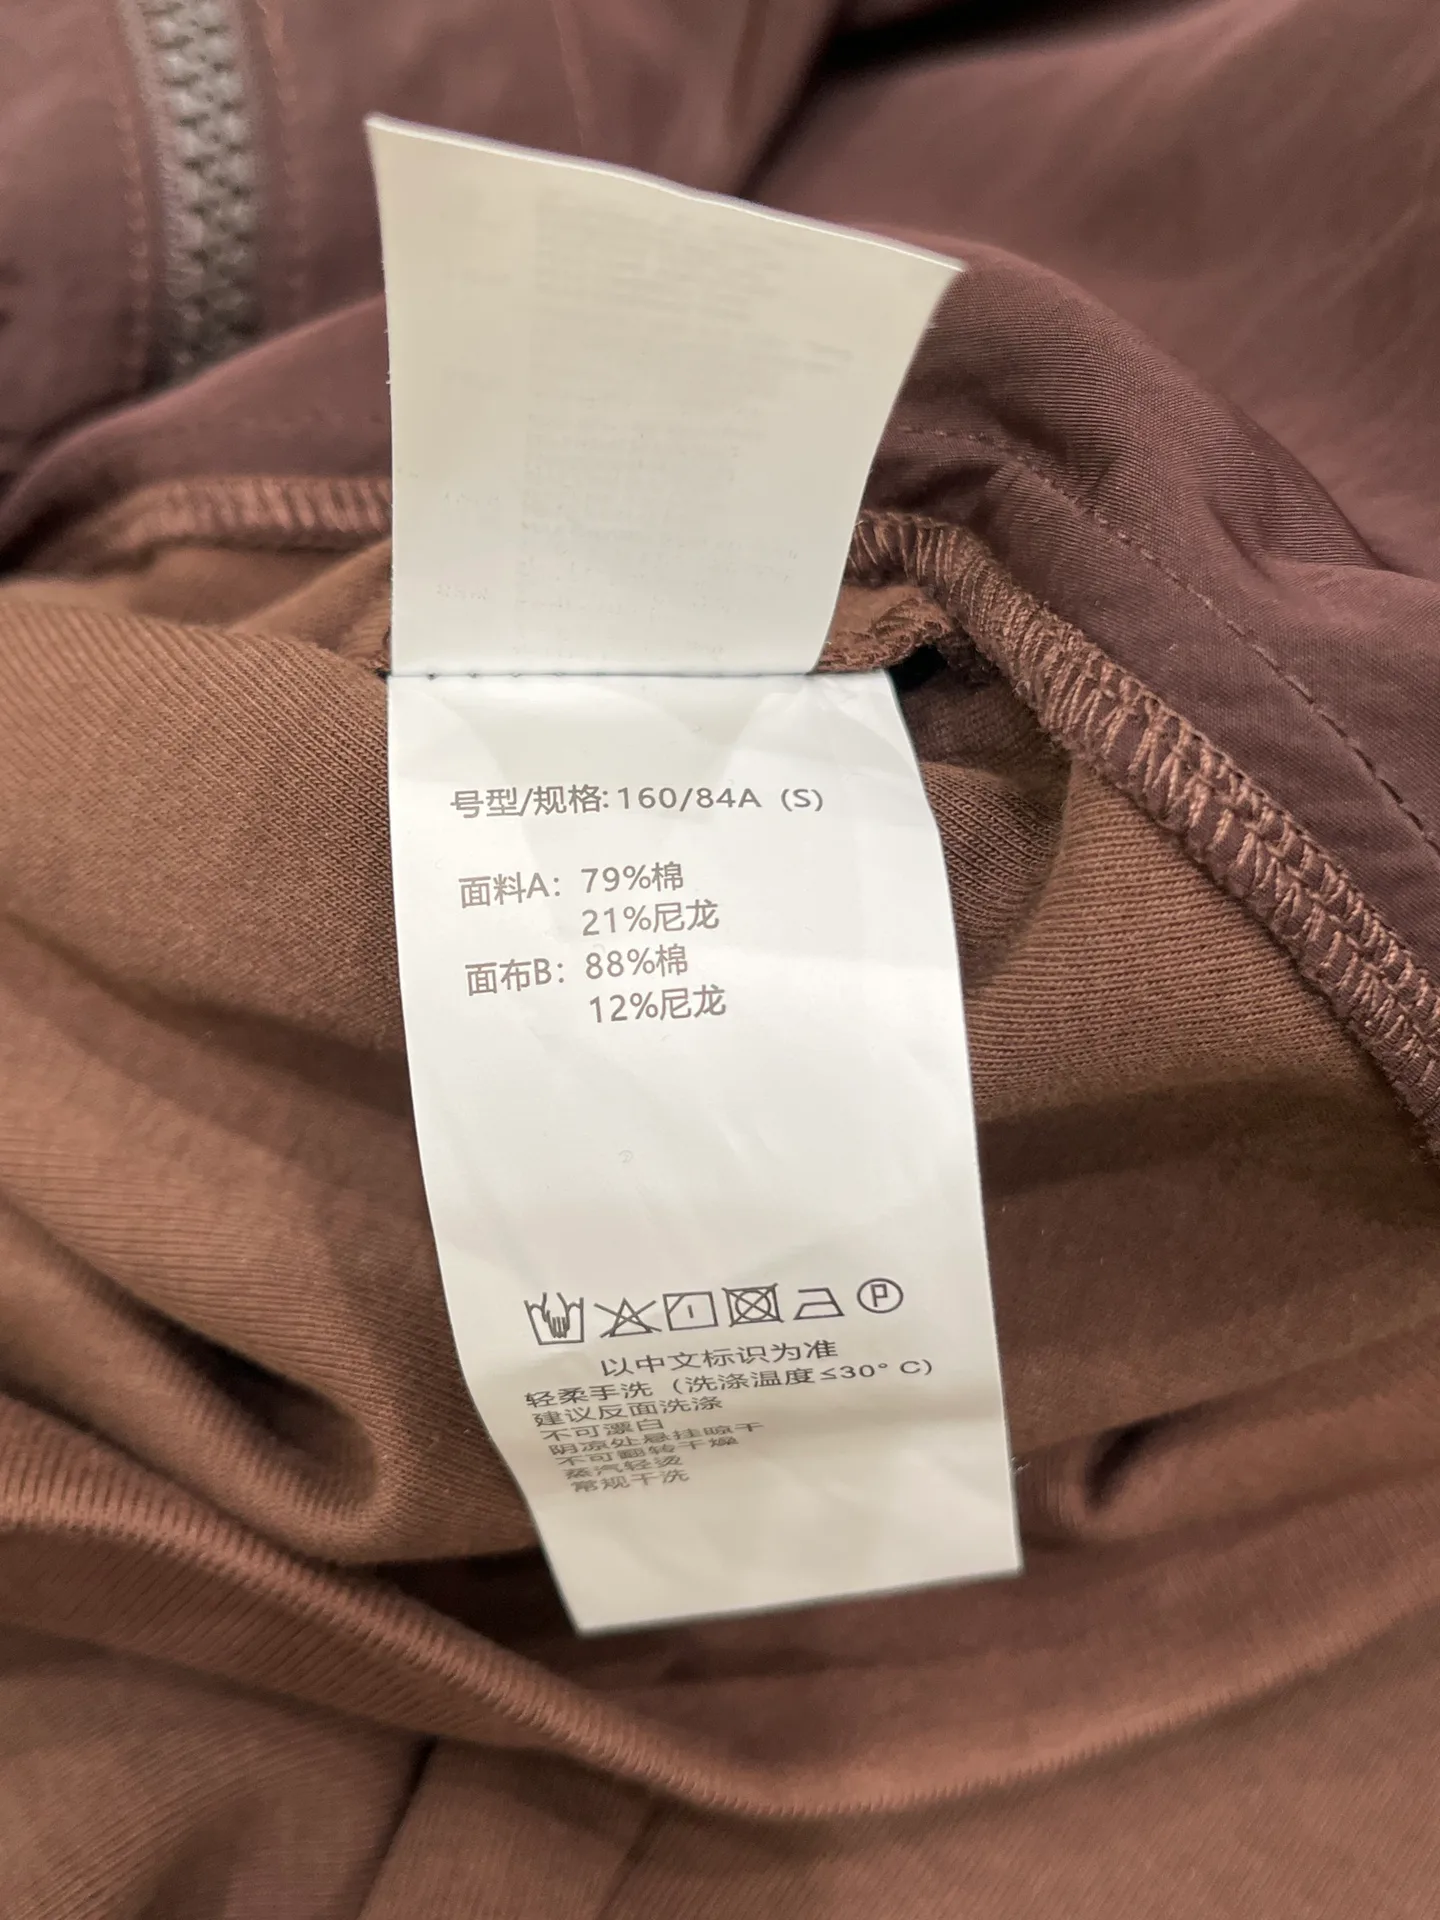 号型/规格:160/84A (S)
面料A: 79%棉
21%尼龙
面布B: 88%棉
12%尼龙
P
以中文标识为准
轻柔手洗 (洗涤温度≤30°C)
建议反面洗涤
不可漂白
阴凉处悬挂晾干
不可翻转干燥
蒸汽轻烫
常规干洗